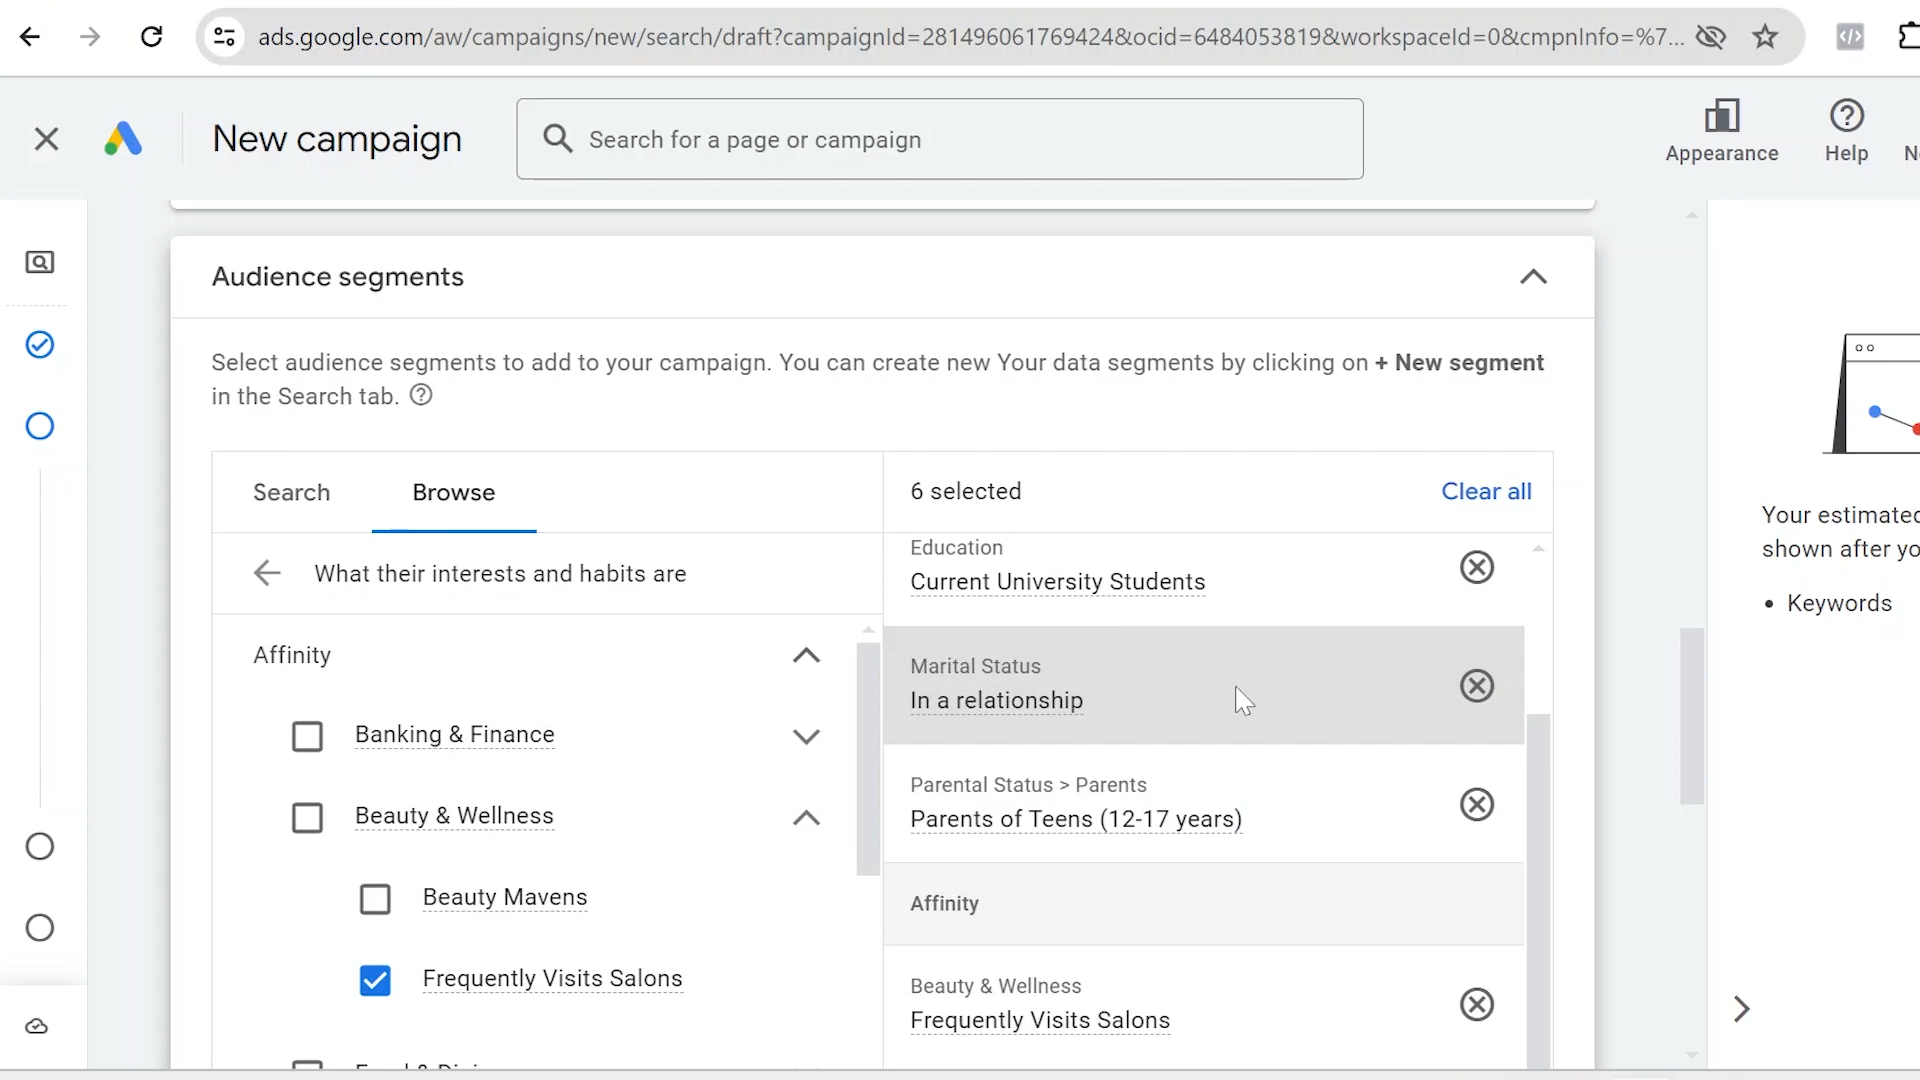 ads.google.com/aw/campaigns/new/search/draft?campaignId=281496061769424&ocid=6484053819&workspaceId=0&cmpnInfo=%7...
New campaign
Search for a page or campaign
Appearance
Help
Audience segments
Select audience segments to add to your campaign. You can create new Your data segments by clicking on + New segment
in the Search tab.
Search
Browse
6 selected
Clear all
What their interests and habits are
Education
Current University Students
Affinity
Marital Status
In a relationship
Banking & Finance
Parental Status > Parents
Parents of Teens (12-17 years)
Beauty & Wellness
Beauty Mavens
Affinity
Frequently Visits Salons
Beauty & Wellness
Frequently Visits Salons
Your estimated
shown after yo
• Keywords